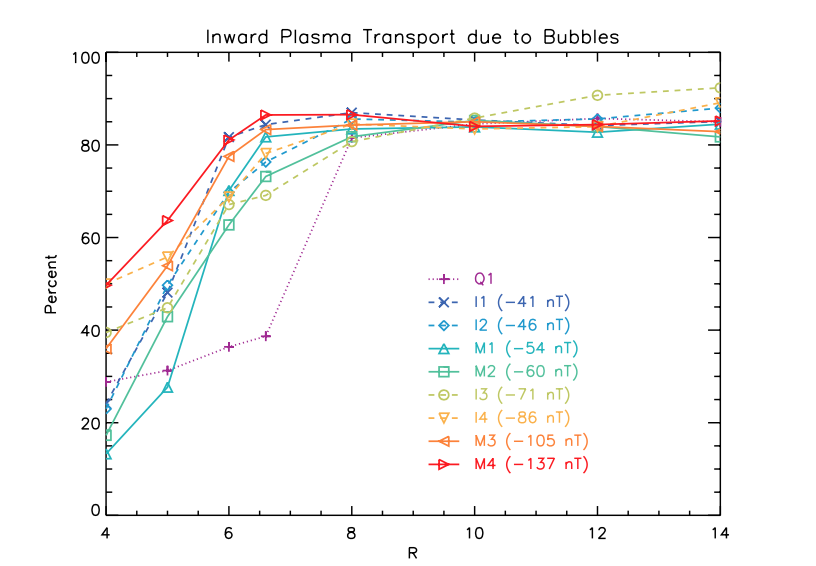 Inward Plasma Transport due to Bubbles
100
80
60
40
20
0
Percent
4 6 8 10 12 14
R
Q1
I1 (−41 nT)
I2 (−46 nT)
M1 (−54 nT)
M2 (−60 nT)
I3 (−71 nT)
I4 (−86 nT)
M3 (−105 nT)
M4 (−137 nT)